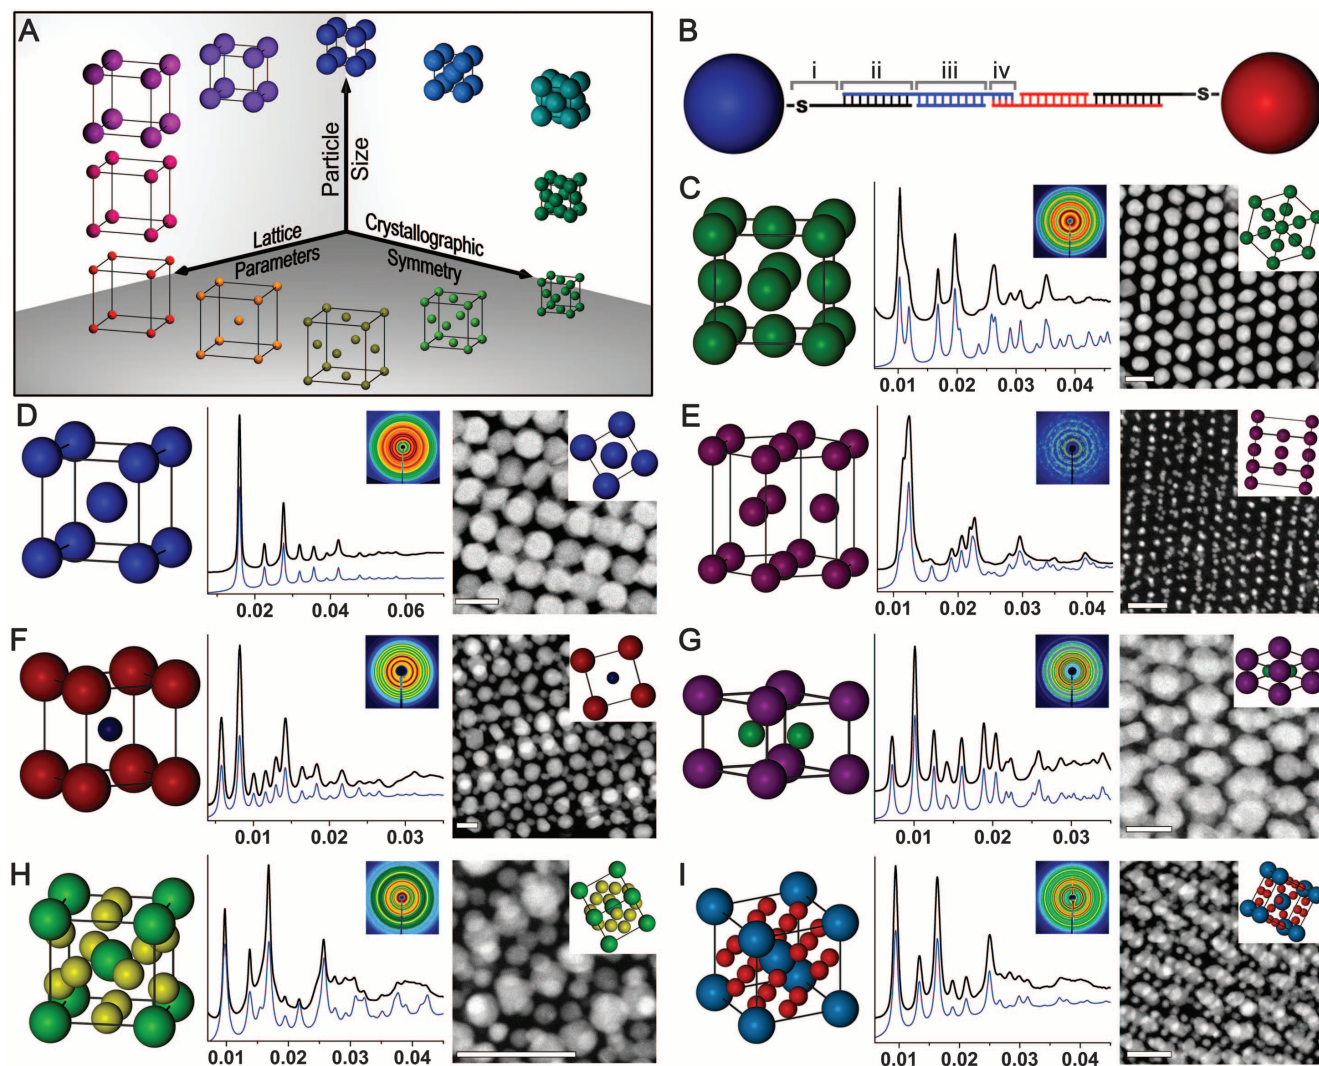 A
Particle
Size
Lattice
Parameters
Crystallographic
Symmetry
B
i ii iii iv
s s
C
0.01 0.02 0.03 0.04
D
0.02 0.04 0.06
E
0.01 0.02 0.03 0.04
F
0.01 0.02 0.03
G
0.01 0.02 0.03
H
0.01 0.02 0.03 0.04
I
0.01 0.02 0.03 0.04